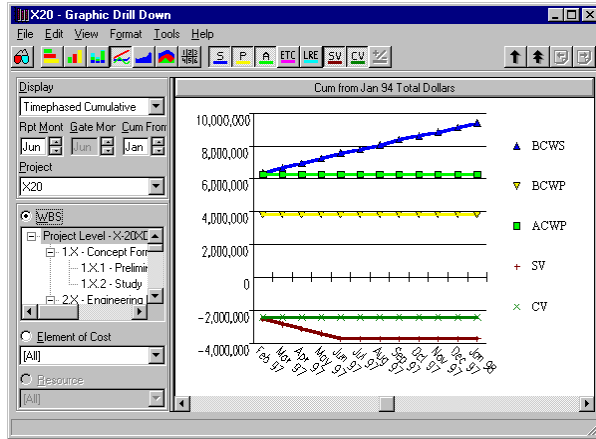 X20 - Graphic Drill Down
File Edit View Format Tools Help
S P A ETC LRE SV CV
Display
Timephased Cumulative
Rpt Mont Gate Mor Cum From
Jun Jun Jan
Project
X20
WBS
Project Level - X-20XD
1.X - Concept Form
1.X.1 - Prelimin
1.X.2 - Study
2.X - Engineering
Element of Cost
[All]
Resource
[All]
Cum from Jan 94 Total Dollars
10,000,000
8,000,000
6,000,000
4,000,000
2,000,000
0
-2,000,000
-4,000,000
Feb 97
Mar 97
Apr 97
May 97
Jun 97
Jul 97
Aug 97
Sep 97
Oct 97
Nov 97
Dec 97
Jan 98
BCWS
BCWP
ACWP
SV
CV